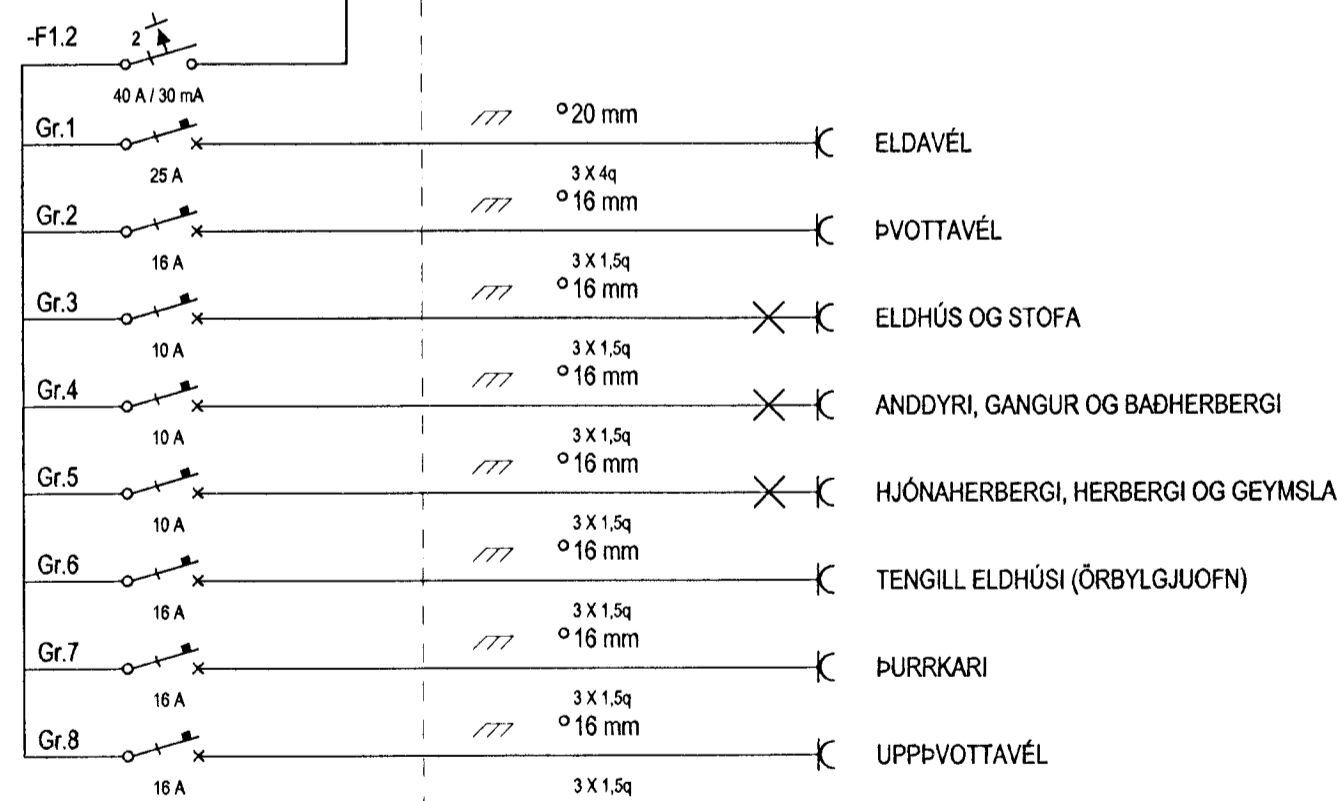 -F1.2 2
40 A / 30 mA
Gr.1 °20 mm ELDAVÉL
25 A 3 X 4q
Gr.2 °16 mm ÞVOTTAVÉL
16 A 3 X 1,5q
Gr.3 °16 mm ELDHÚS OG STOFA
10 A 3 X 1,5q
Gr.4 °16 mm ANDDYRI, GANGUR OG BAÐHERBERGI
10 A 3 X 1,5q
Gr.5 °16 mm HJÓNAHERBERGI, HERBERGI OG GEYMSLA
10 A 3 X 1,5q
Gr.6 °16 mm TENGILL ELDHÚSI (ÖRBYLGJUOFN)
16 A 3 X 1,5q
Gr.7 °16 mm ÞURRKARI
16 A 3 X 1,5q
Gr.8 °16 mm UPPÞVOTTAVÉL
16 A 3 X 1,5q